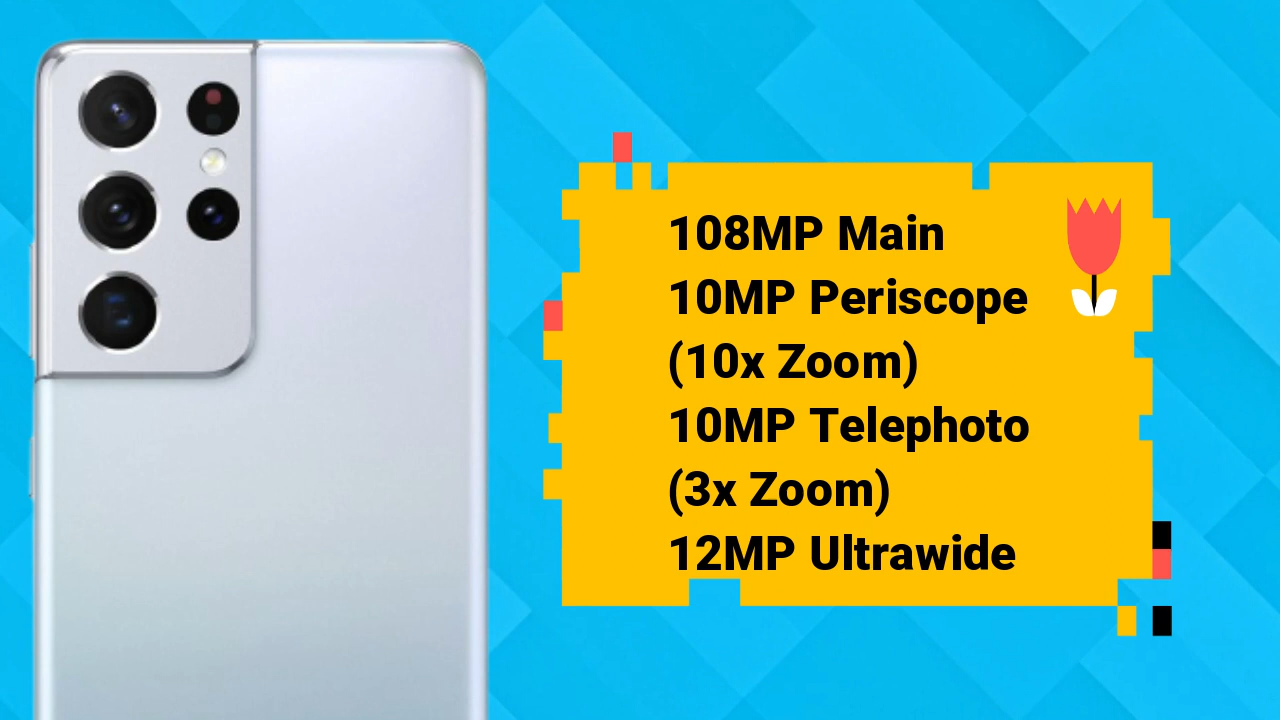 108MP Main
10MP Periscope
(10x Zoom)
10MP Telephoto
(3x Zoom)
12MP Ultrawide